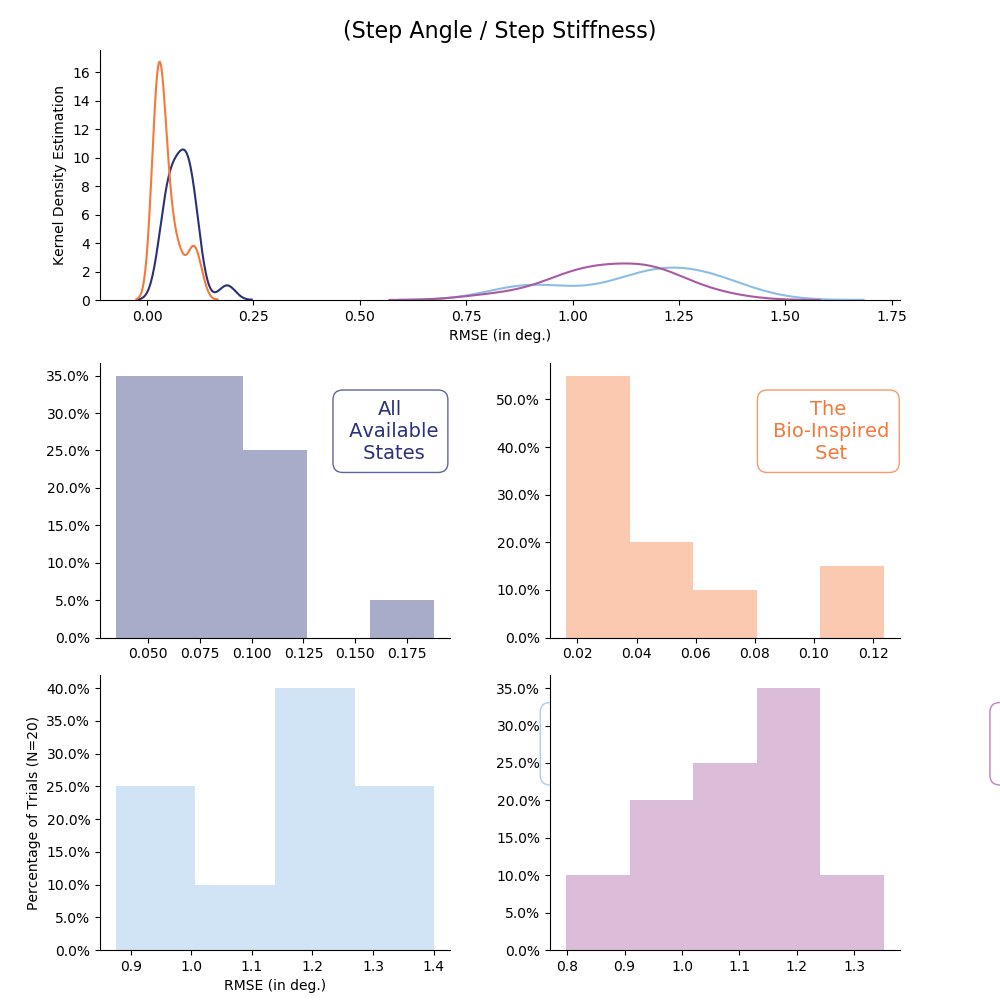 (Step Angle / Step Stiffness)
Kernel Density Estimation
16
14
12
10
8
6
4
2
0
0.00 0.25 0.50 0.75 1.00 1.25 1.50 1.75
RMSE (in deg.)
35.0%
30.0%
25.0%
20.0%
15.0%
10.0%
5.0%
0.0%
0.050 0.075 0.100 0.125 0.150 0.175
All
Available
States
50.0%
40.0%
30.0%
20.0%
10.0%
0.0%
0.02 0.04 0.06 0.08 0.10 0.12
The
Bio-Inspired
Set
Percentage of Trials (N=20)
40.0%
35.0%
30.0%
25.0%
20.0%
15.0%
10.0%
5.0%
0.0%
0.9 1.0 1.1 1.2 1.3 1.4
RMSE (in deg.)
35.0%
30.0%
25.0%
20.0%
15.0%
10.0%
5.0%
0.0%
0.8 0.9 1.0 1.1 1.2 1.3